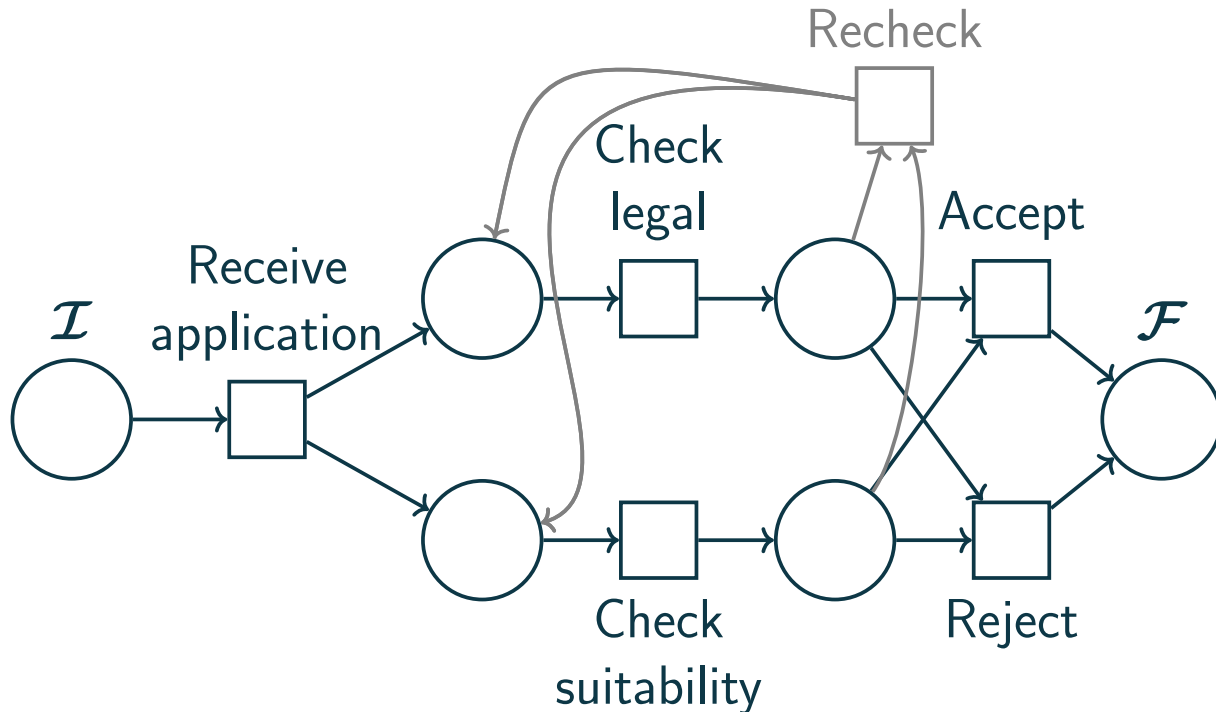 Recheck
Check
legal
Accept
Receive
application
𝓘
𝓕
Check
suitability
Reject